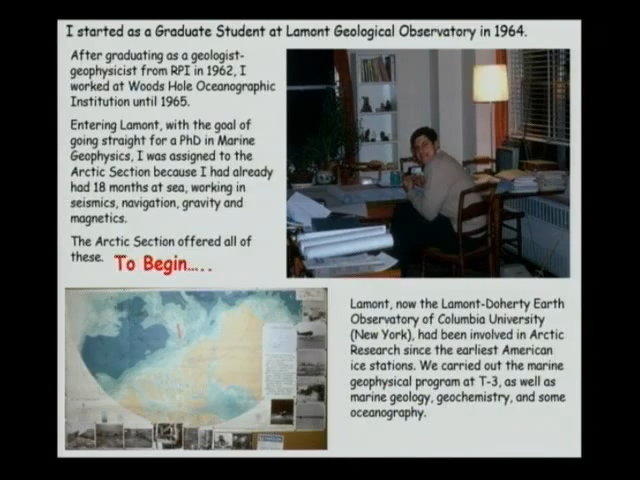 I started as a Graduate Student at Lamont Geological Observatory in 1964.
After graduating as a geologist-
geophysicist from RPI in 1962, I
worked at Woods Hole Oceanographic
Institution until 1965.
Entering Lamont, with the goal of
going straight for a PhD in Marine
Geophysics, I was assigned to the
Arctic Section because I had already
had 18 months at sea, working in
seismics, navigation, gravity and
magnetics.
The Arctic Section offered all of
these.
To Begin.....
Lamont, now the Lamont-Doherty Earth
Observatory of Columbia University
(New York), had been involved in Arctic
Research since the earliest American
ice stations. We carried out the marine
geophysical program at T-3, as well as
marine geology, geochemistry, and some
oceanography.